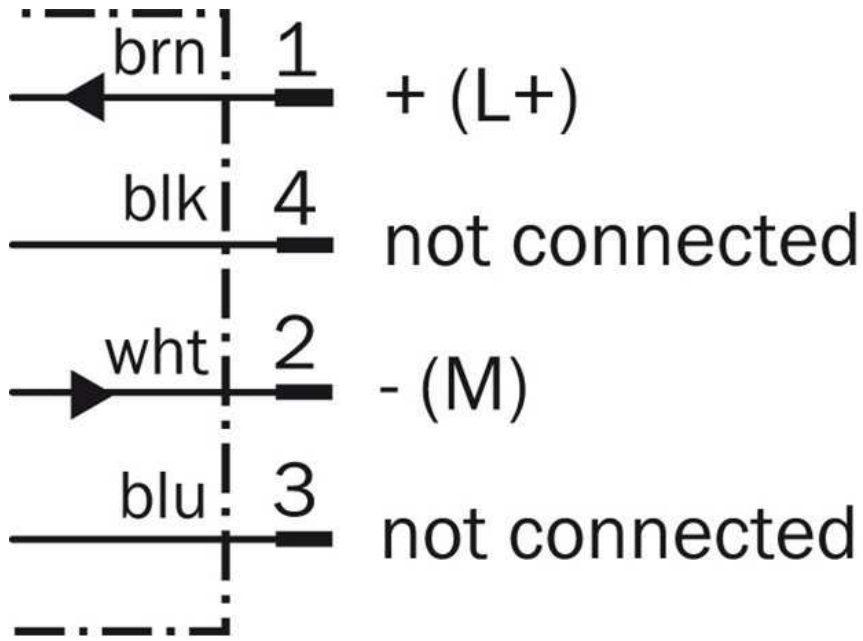 brn 1 + (L+)
blk 4 not connected
wht 2 - (M)
blu 3 not connected